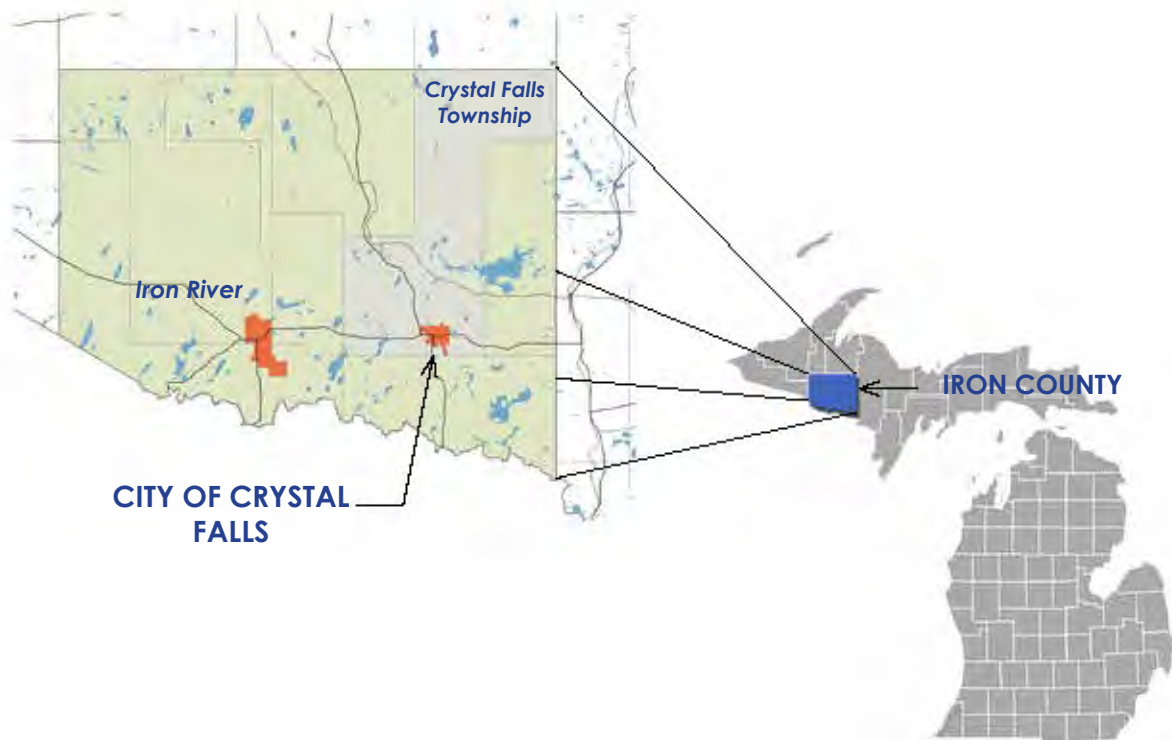 Crystal Falls
Township
Iron River
IRON COUNTY
CITY OF CRYSTAL
FALLS